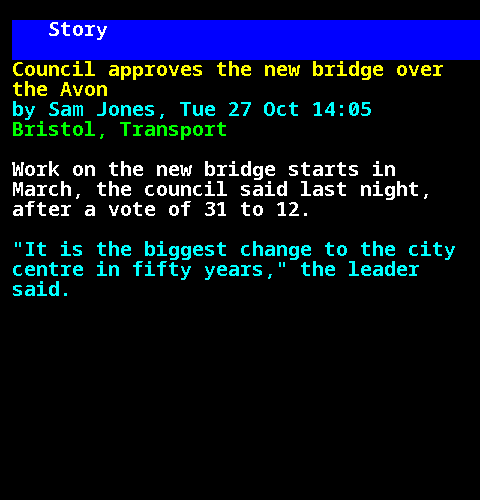 Story
Council approves the new bridge over
the Avon
by Sam Jones, Tue 27 Oct 14:05
Bristol, Transport
Work on the new bridge starts in
March, the council said last night,
after a vote of 31 to 12.
"It is the biggest change to the city
centre in fifty years," the leader
said.